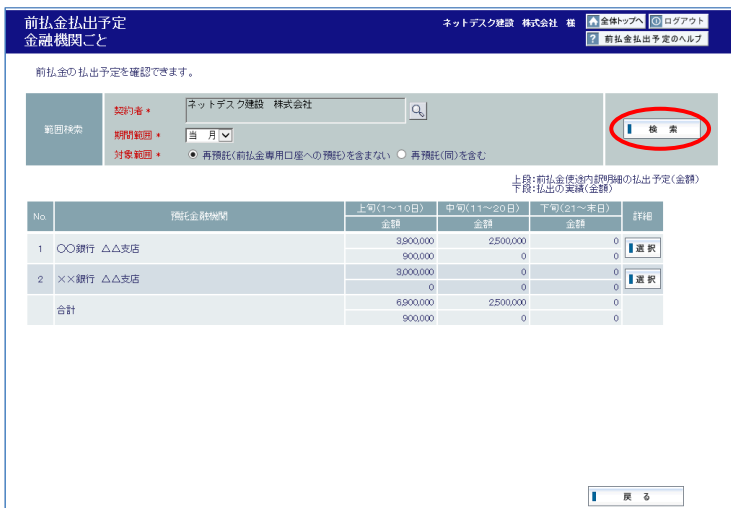 前払金払出予定
金融機関ごと
ネットデスク建設 株式会社 様
全体トップへ
ログアウト
? 前払金払出予定のヘルプ
前払金の払出予定を確認できます。
範囲検索
契約者 *
ネットデスク建設 株式会社
期間範囲 *
当 月
対象範囲 *
再預託(前払金専用口座への預託)を含まない 再預託(同)を含む
検 索
上段:前払金使途内訳明細の払出予定(金額)
下段:払出の実績(金額)
No. 預託金融機関 上旬(1～10日) 中旬(11～20日) 下旬(21～末日) 詳細
金額 金額 金額
1 〇〇銀行 △△支店 3,900,000 2,500,000 0 選択
900,000 0 0
2 ××銀行 △△支店 3,000,000 0 0 選択
0 0 0
合計 6,900,000 2,500,000 0
900,000 0 0
戻 る